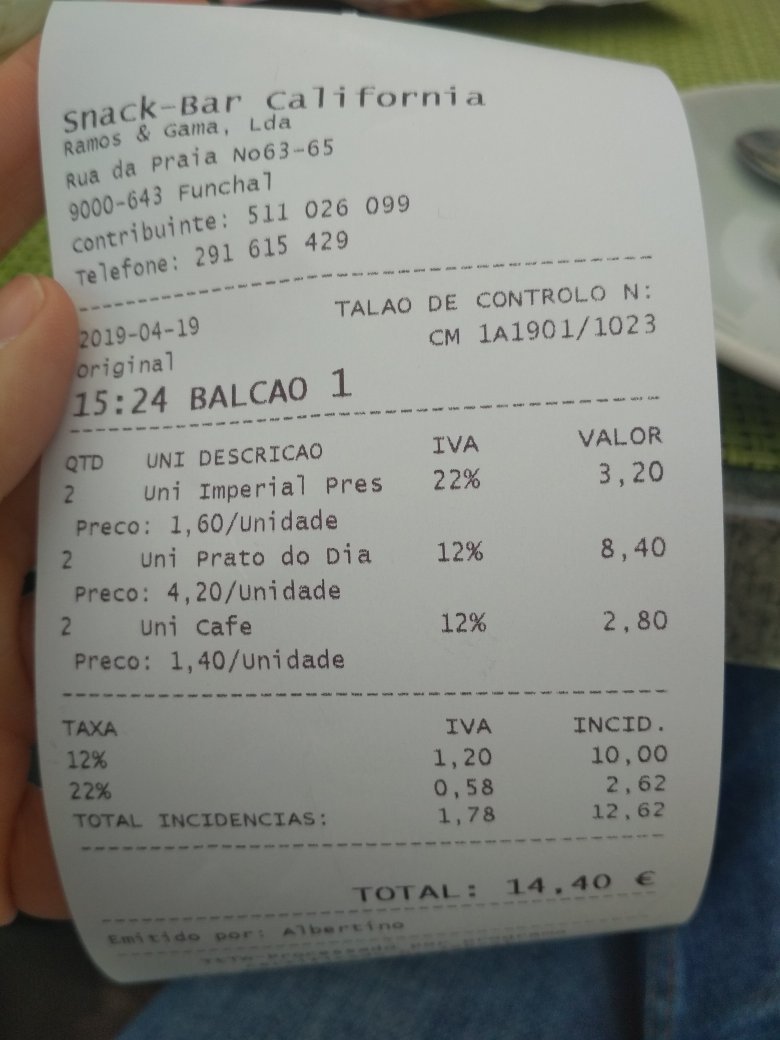 Snack-Bar California
Ramos & Gama, Lda
Rua da Praia No63-65
9000-643 Funchal
Contribuinte: 511 026 099
Telefone: 291 615 429
2019-04-19 TALAO DE CONTROLO N:
original CM 1A1901/1023
15:24 BALCAO 1
QTD UNI DESCRICAO IVA VALOR
2 Uni Imperial Pres 22% 3,20
Preco: 1,60/Unidade
2 Uni Prato do Dia 12% 8,40
Preco: 4,20/Unidade
2 Uni Cafe 12% 2,80
Preco: 1,40/Unidade
TAXA IVA INCID.
12% 1,20 10,00
22% 0,58 2,62
TOTAL INCIDENCIAS: 1,78 12,62
TOTAL: 14,40 €
Emitido por: Albertino